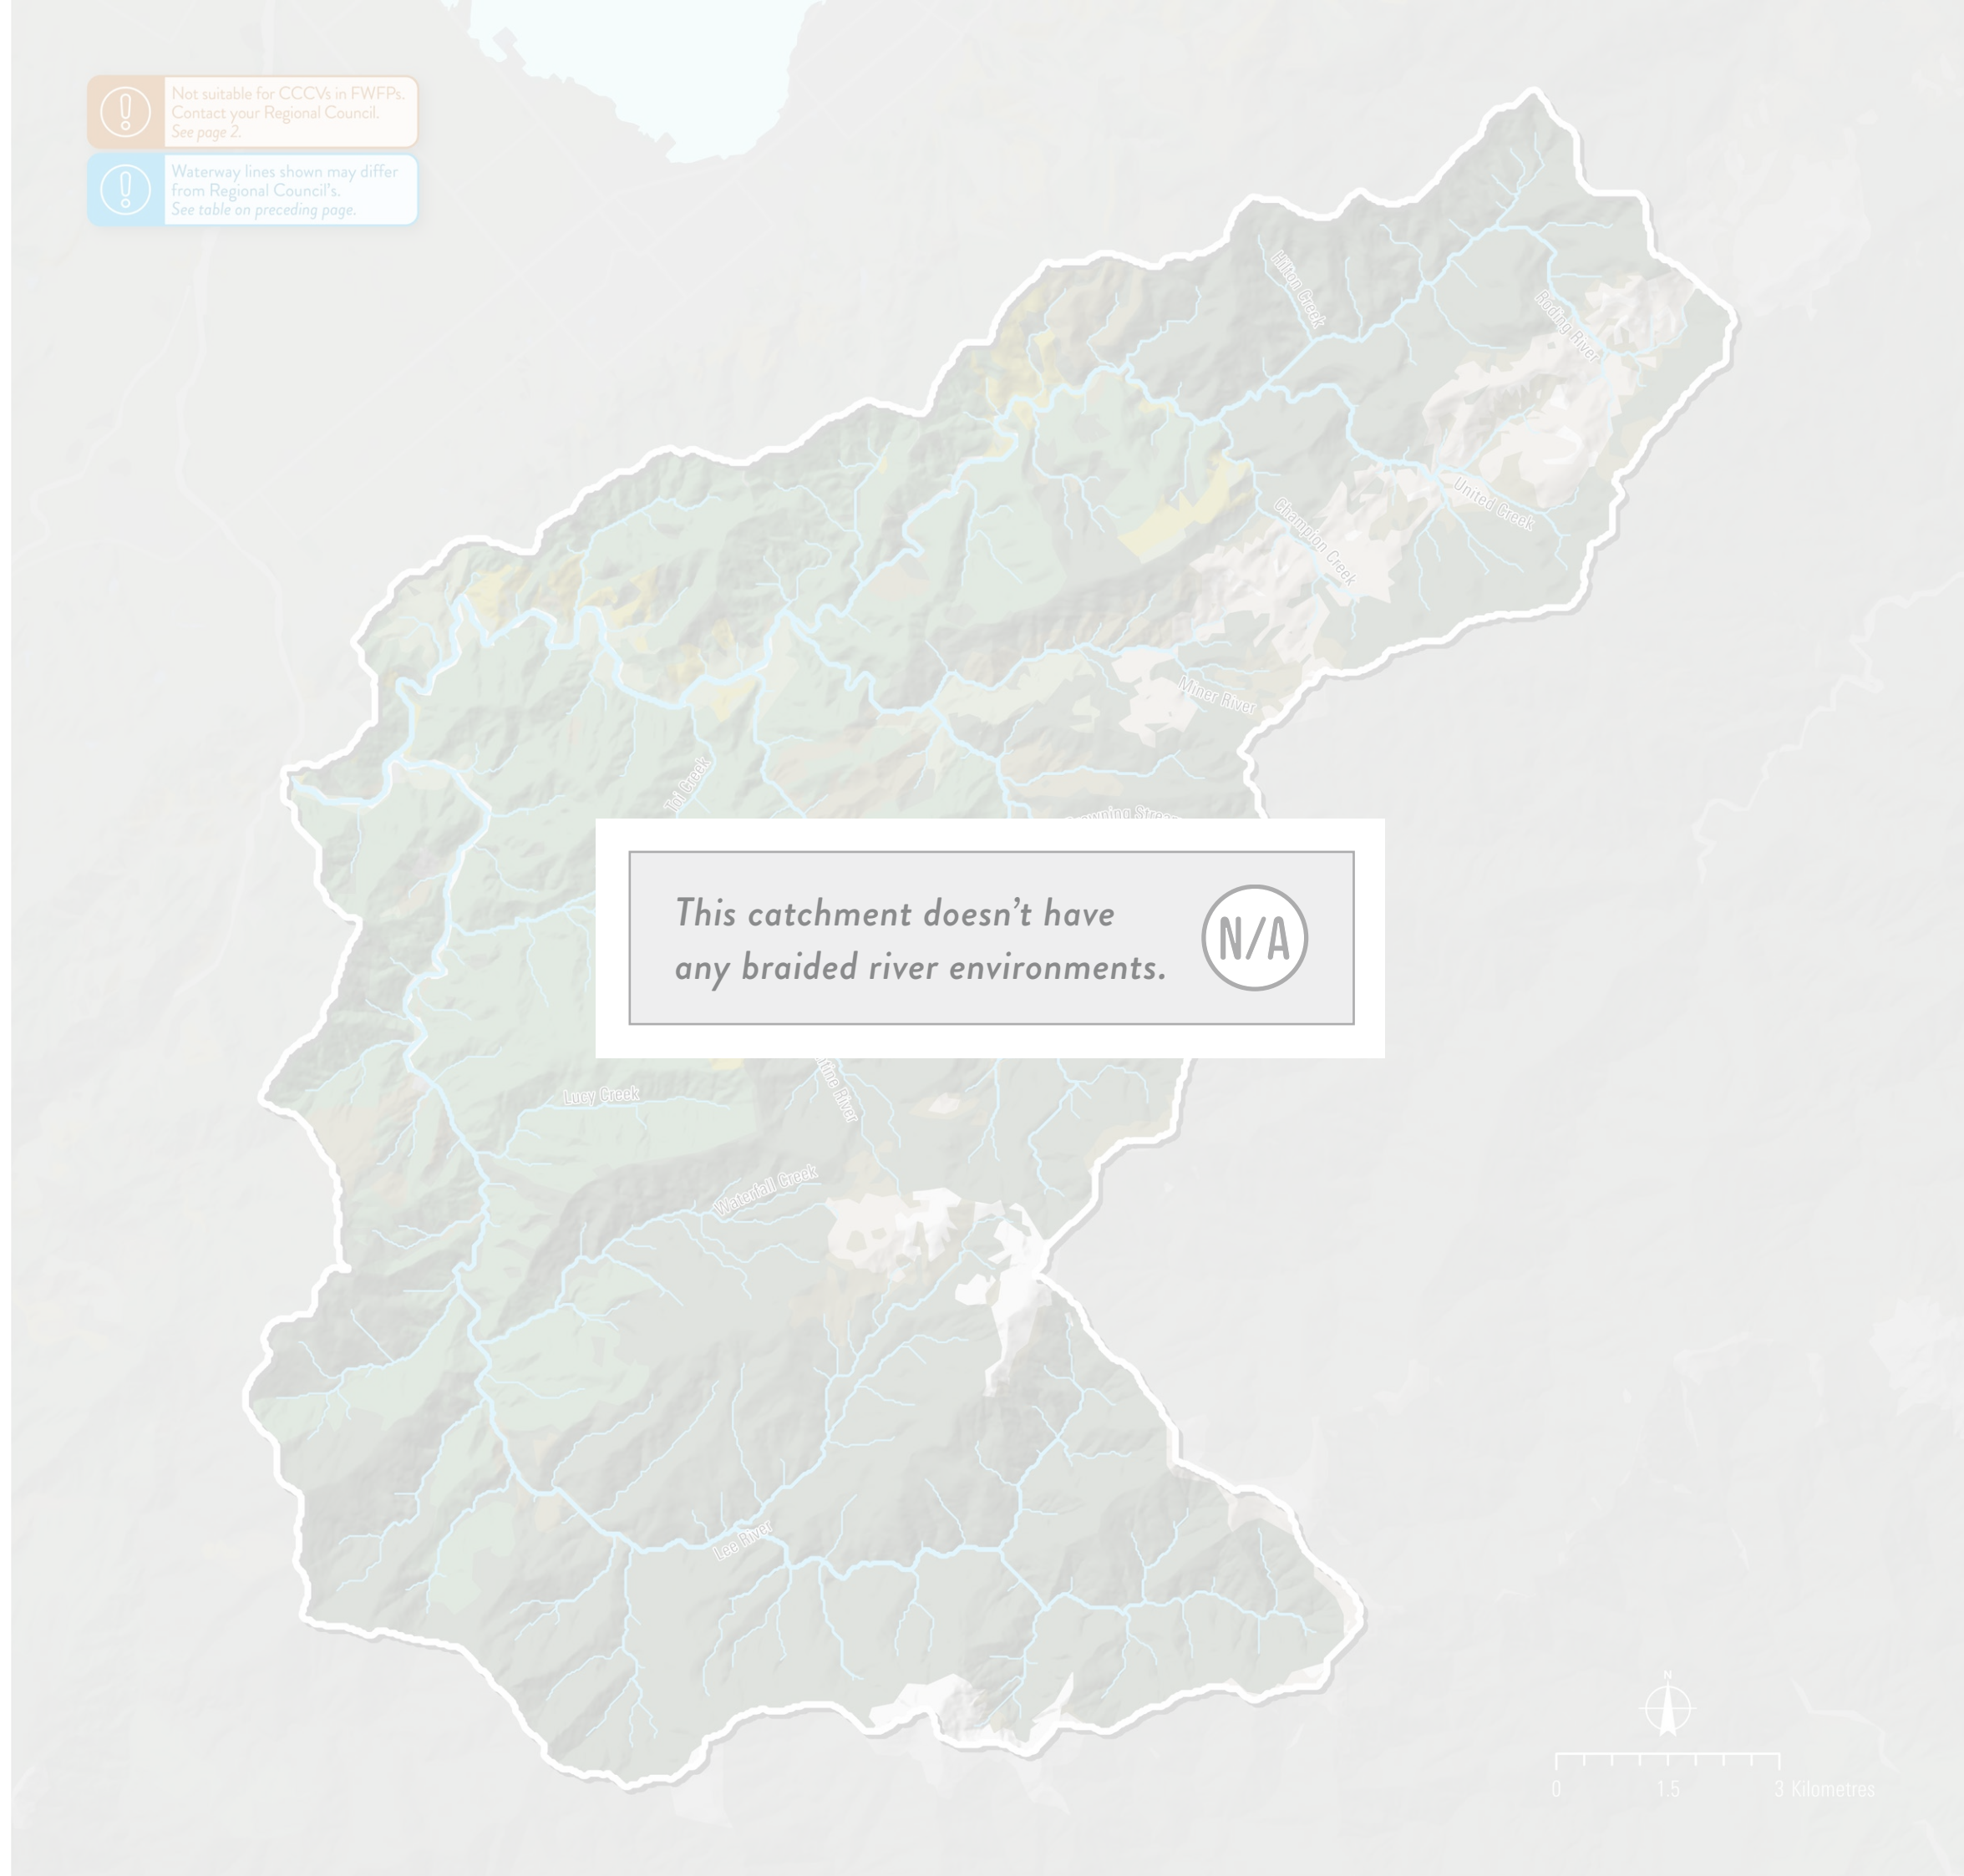 Not suitable for CCCVs in FWFPs.
Contact your Regional Council.
See page 2.
Waterway lines shown may differ
from Regional Council's.
See table on preceding page.
Hilton Creek
Roding River
United Creek
Champion Creek
Miner River
Toi Creek
This catchment doesn't have
any braided river environments.
N/A
River
Lucy Creek
Waterfall Creek
Lee River
N
0 1.5 3 Kilometres